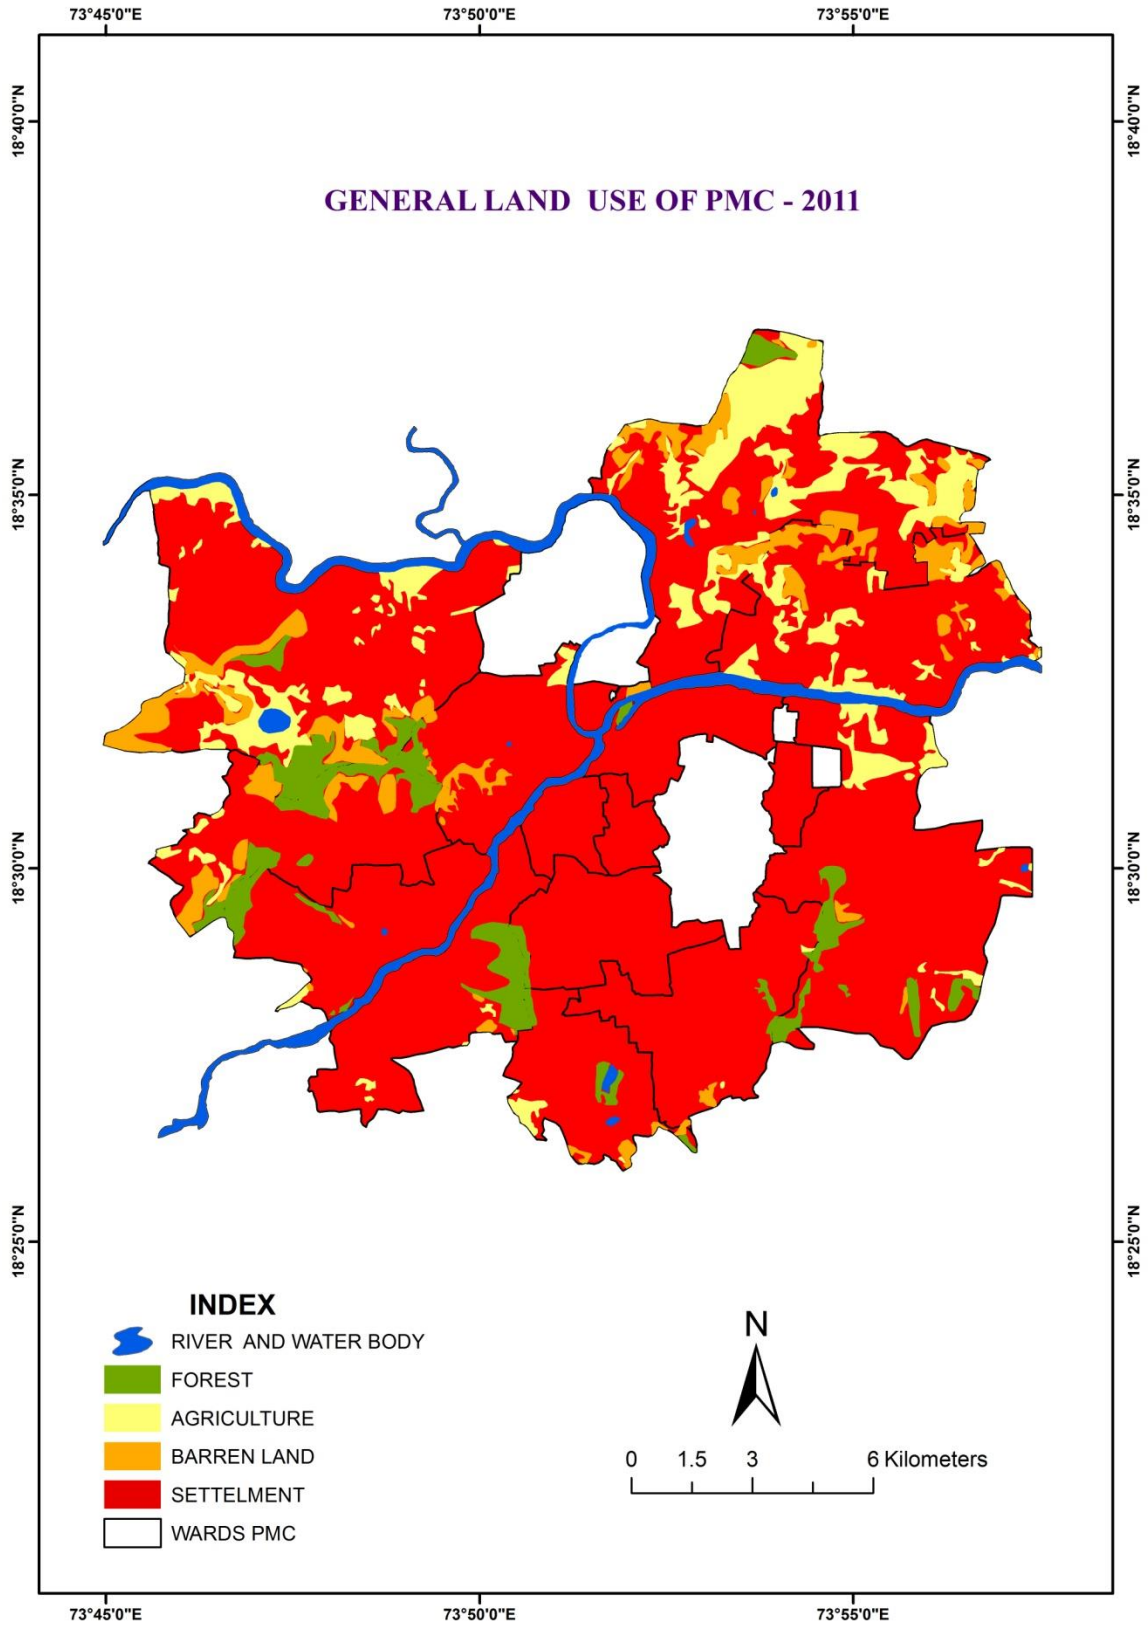 73°45'0"E 73°50'0"E 73°55'0"E
18°40'0"N 18°40'0"N
GENERAL LAND USE OF PMC - 2011
18°35'0"N 18°35'0"N
18°30'0"N 18°30'0"N
18°25'0"N 18°25'0"N
INDEX
RIVER AND WATER BODY
FOREST
AGRICULTURE
BARREN LAND
SETTELMENT
WARDS PMC
N
0 1.5 3 6 Kilometers
73°45'0"E 73°50'0"E 73°55'0"E